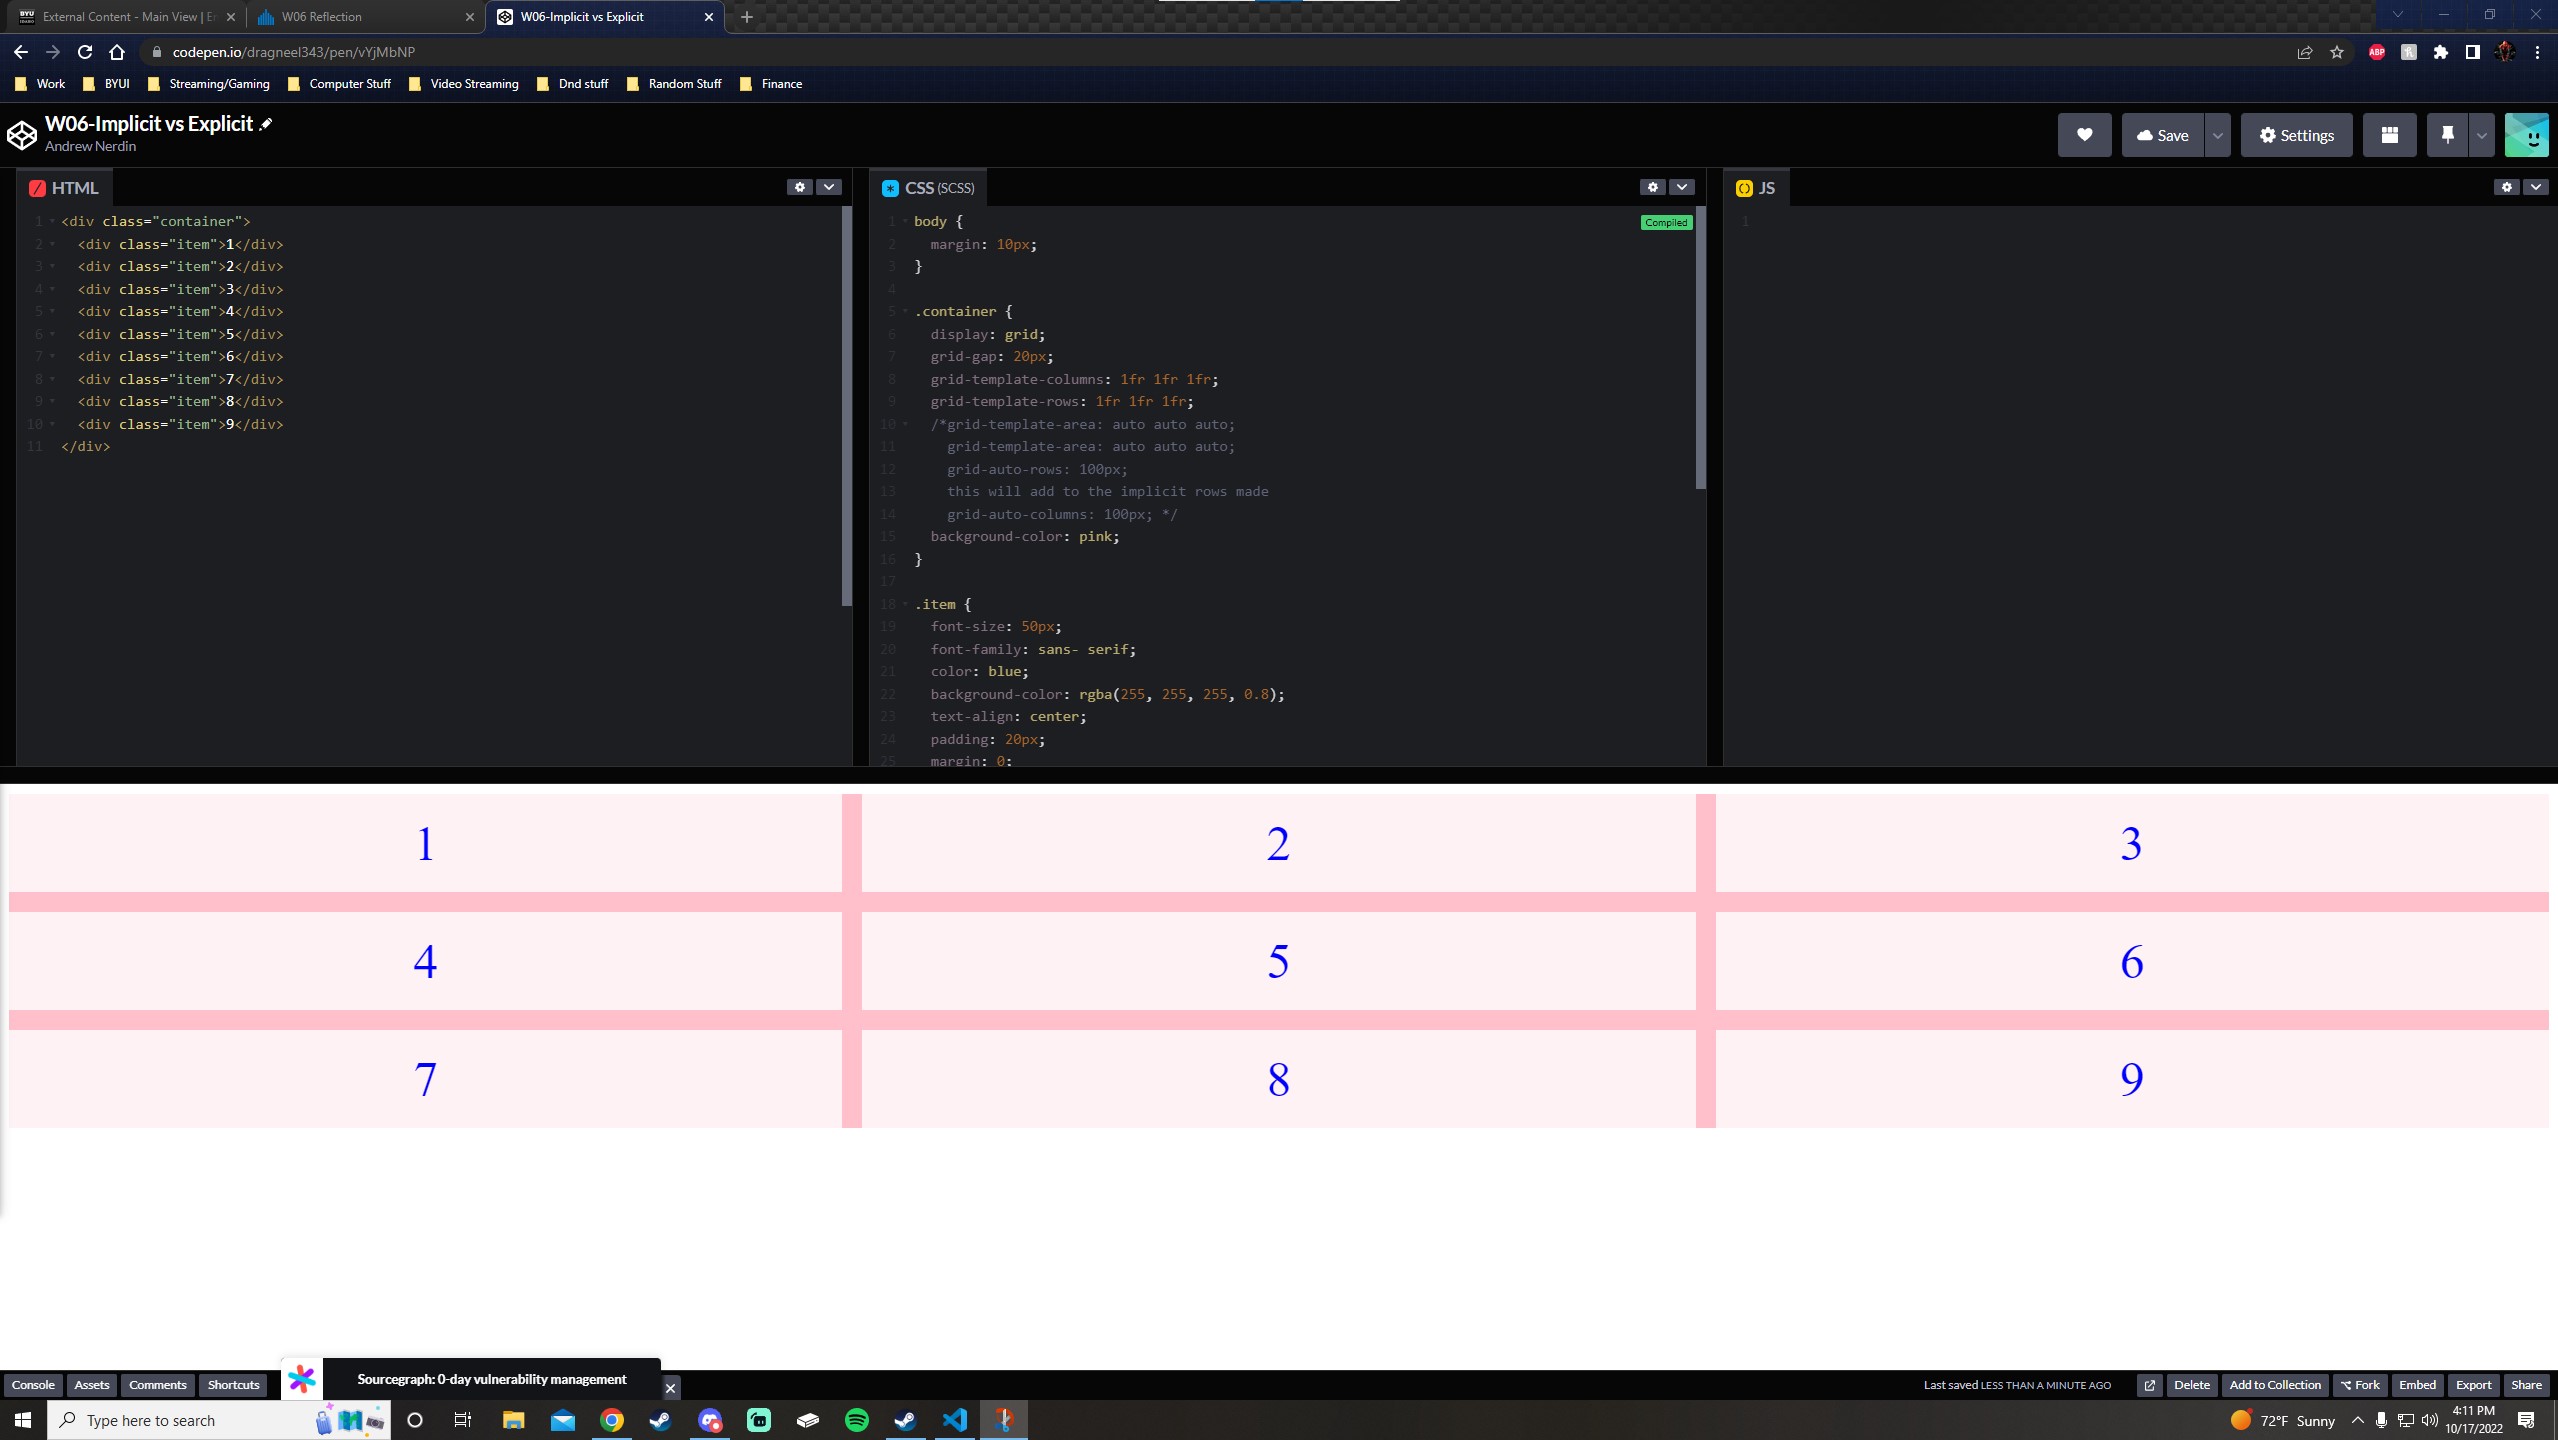 BYU IDAHO External Content - Main View | W06 Reflection W06-Implicit vs Explicit
codepen.io/dragneel343/pen/vYjMbNP ABP
Work BYUI Streaming/Gaming Computer Stuff Video Streaming Dnd stuff Random Stuff Finance
W06-Implicit vs Explicit
Andrew Nerdin
Save Settings
HTML
1 <div class="container">
2 <div class="item">1</div>
3 <div class="item">2</div>
4 <div class="item">3</div>
5 <div class="item">4</div>
6 <div class="item">5</div>
7 <div class="item">6</div>
8 <div class="item">7</div>
9 <div class="item">8</div>
10 <div class="item">9</div>
11 </div>
CSS (SCSS)
Compiled
1 body {
2 margin: 10px;
3 }
4
5 .container {
6 display: grid;
7 grid-gap: 20px;
8 grid-template-columns: 1fr 1fr 1fr;
9 grid-template-rows: 1fr 1fr 1fr;
10 /*grid-template-area: auto auto auto;
11 grid-template-area: auto auto auto;
12 grid-auto-rows: 100px;
13 this will add to the implicit rows made
14 grid-auto-columns: 100px; */
15 background-color: pink;
16 }
17
18 .item {
19 font-size: 50px;
20 font-family: sans- serif;
21 color: blue;
22 background-color: rgba(255, 255, 255, 0.8);
23 text-align: center;
24 padding: 20px;
25 margin: 0;
JS
1
1 2 3
4 5 6
7 8 9
Console Assets Comments Shortcuts
Sourcegraph: 0-day vulnerability management
Last saved LESS THAN A MINUTE AGO Delete Add to Collection Fork Embed Export Share
Type here to search
72°F Sunny
4:11 PM
10/17/2022